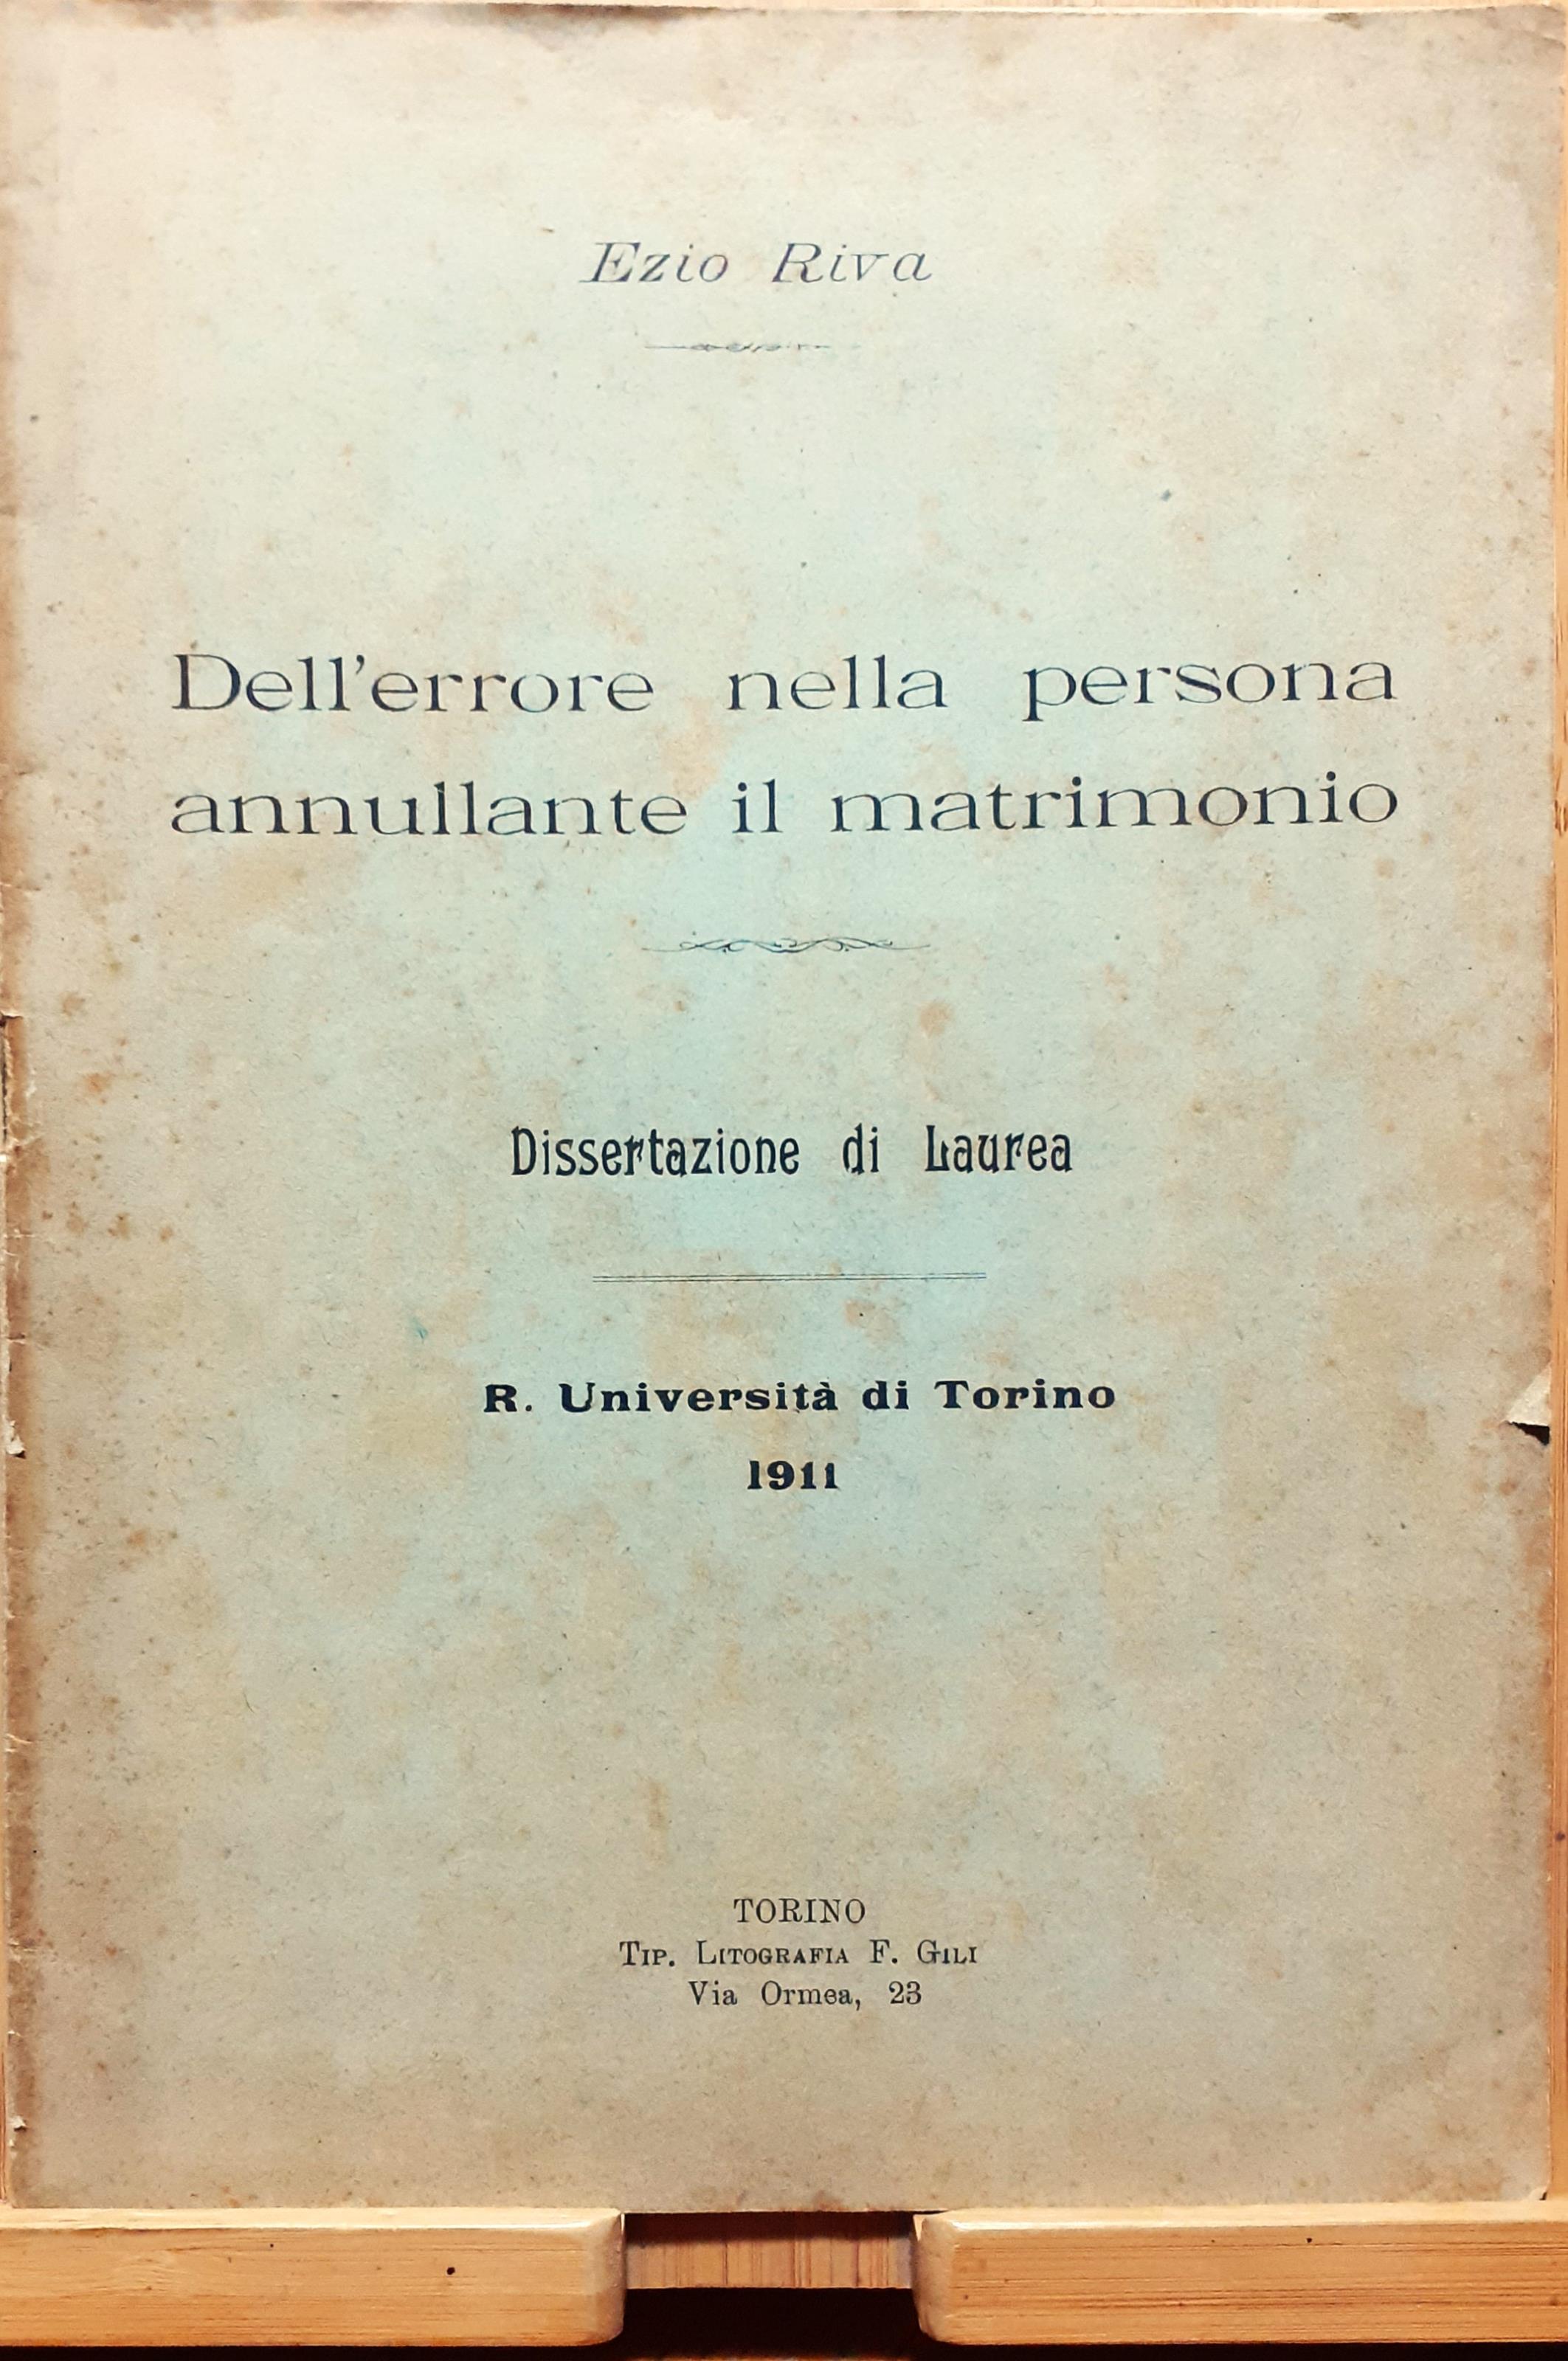 Ezio Riva
Dell'errore nella persona
annullante il matrimonio
Dissertazione di Laurea
R. Università di Torino
1911
TORINO
Tip. Litografia F. Gili
Via Ormea, 23